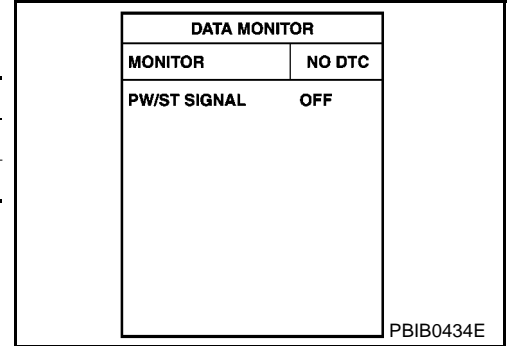 DATA MONITOR
MONITOR NO DTC
PW/ST SIGNAL OFF
PBIB0434E